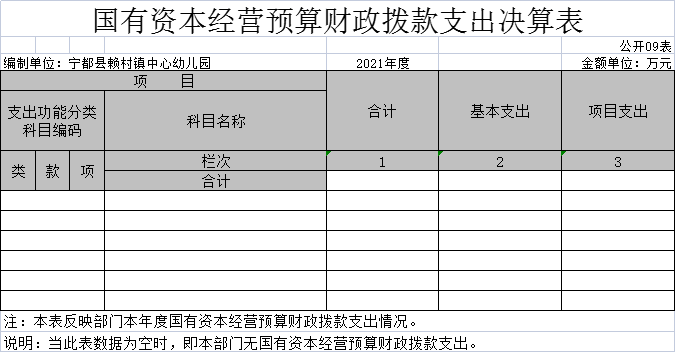 国有资本经营预算财政拨款支出决算表
公开09表
编制单位：宁都县赖村镇中心幼儿园 2021年度 金额单位：万元
项 目 合计 基本支出 项目支出
支出功能分类科目编码 科目名称
类 款 项 栏次 1 2 3
合计
注：本表反映部门本年度国有资本经营预算财政拨款支出情况。
说明：当此表数据为空时，即本部门无国有资本经营预算财政拨款支出。